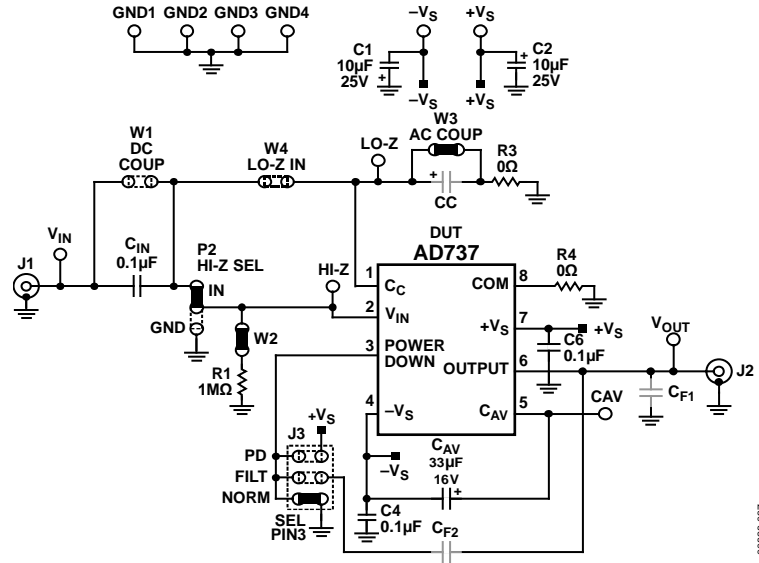 GND1 GND2 GND3 GND4
–VS +VS
C1
10µF
25V
+
C2
10µF
25V
+
–VS +VS
W1
DC
COUP
W4
LO-Z IN
LO-Z
W3
AC COUP
R3
0Ω
+
CC
VIN
CIN
0.1µF
J1
P2
HI-Z SEL
IN
GND
HI-Z
W2
R1
1MΩ
DUT
AD737
1 CC
2 VIN
3 POWER
DOWN
4 –VS
COM 8
+VS 7
OUTPUT 6
CAV 5
R4
0Ω
+VS
C6
0.1µF
VOUT
J2
CF1
CAV
+VS
J3
PD
FILT
NORM
SEL
PIN3
–VS
CAV
33µF
16V
+
C4
0.1µF
CF2